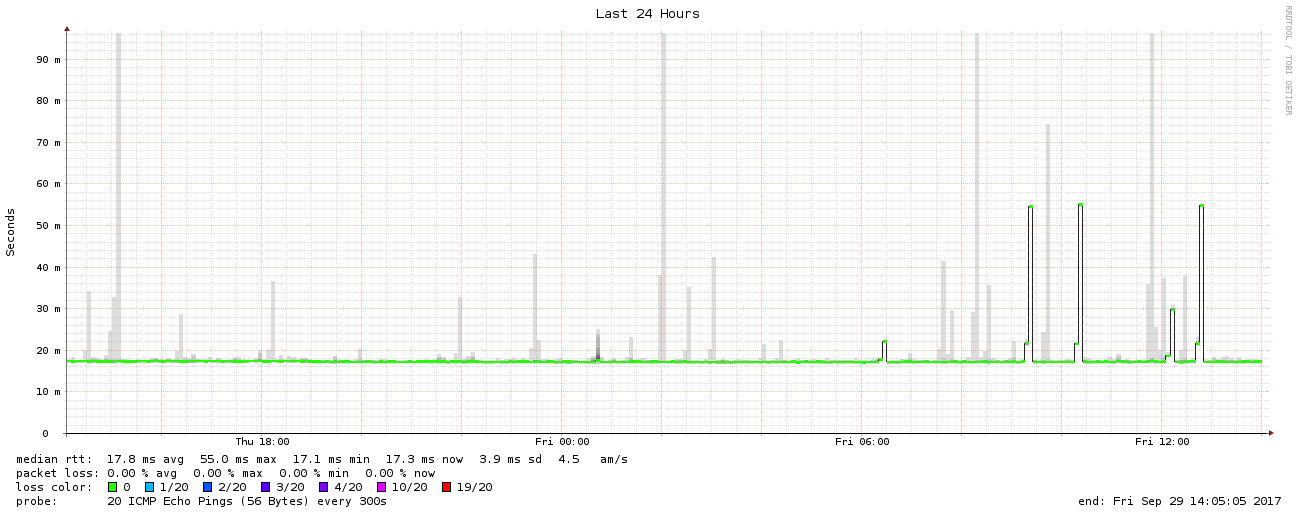 Last 24 Hours
RRDTOOL / TOBI OETIKER
Seconds
90 m
80 m
70 m
60 m
50 m
40 m
30 m
20 m
10 m
0
Thu 18:00 Fri 00:00 Fri 06:00 Fri 12:00
median rtt: 17.8 ms avg 55.0 ms max 17.1 ms min 17.3 ms now 3.9 ms sd 4.5 am/s
packet loss: 0.00 % avg 0.00 % max 0.00 % min 0.00 % now
loss color: 0 1/20 2/20 3/20 4/20 10/20 19/20
probe: 20 ICMP Echo Pings (56 Bytes) every 300s end: Fri Sep 29 14:05:05 2017